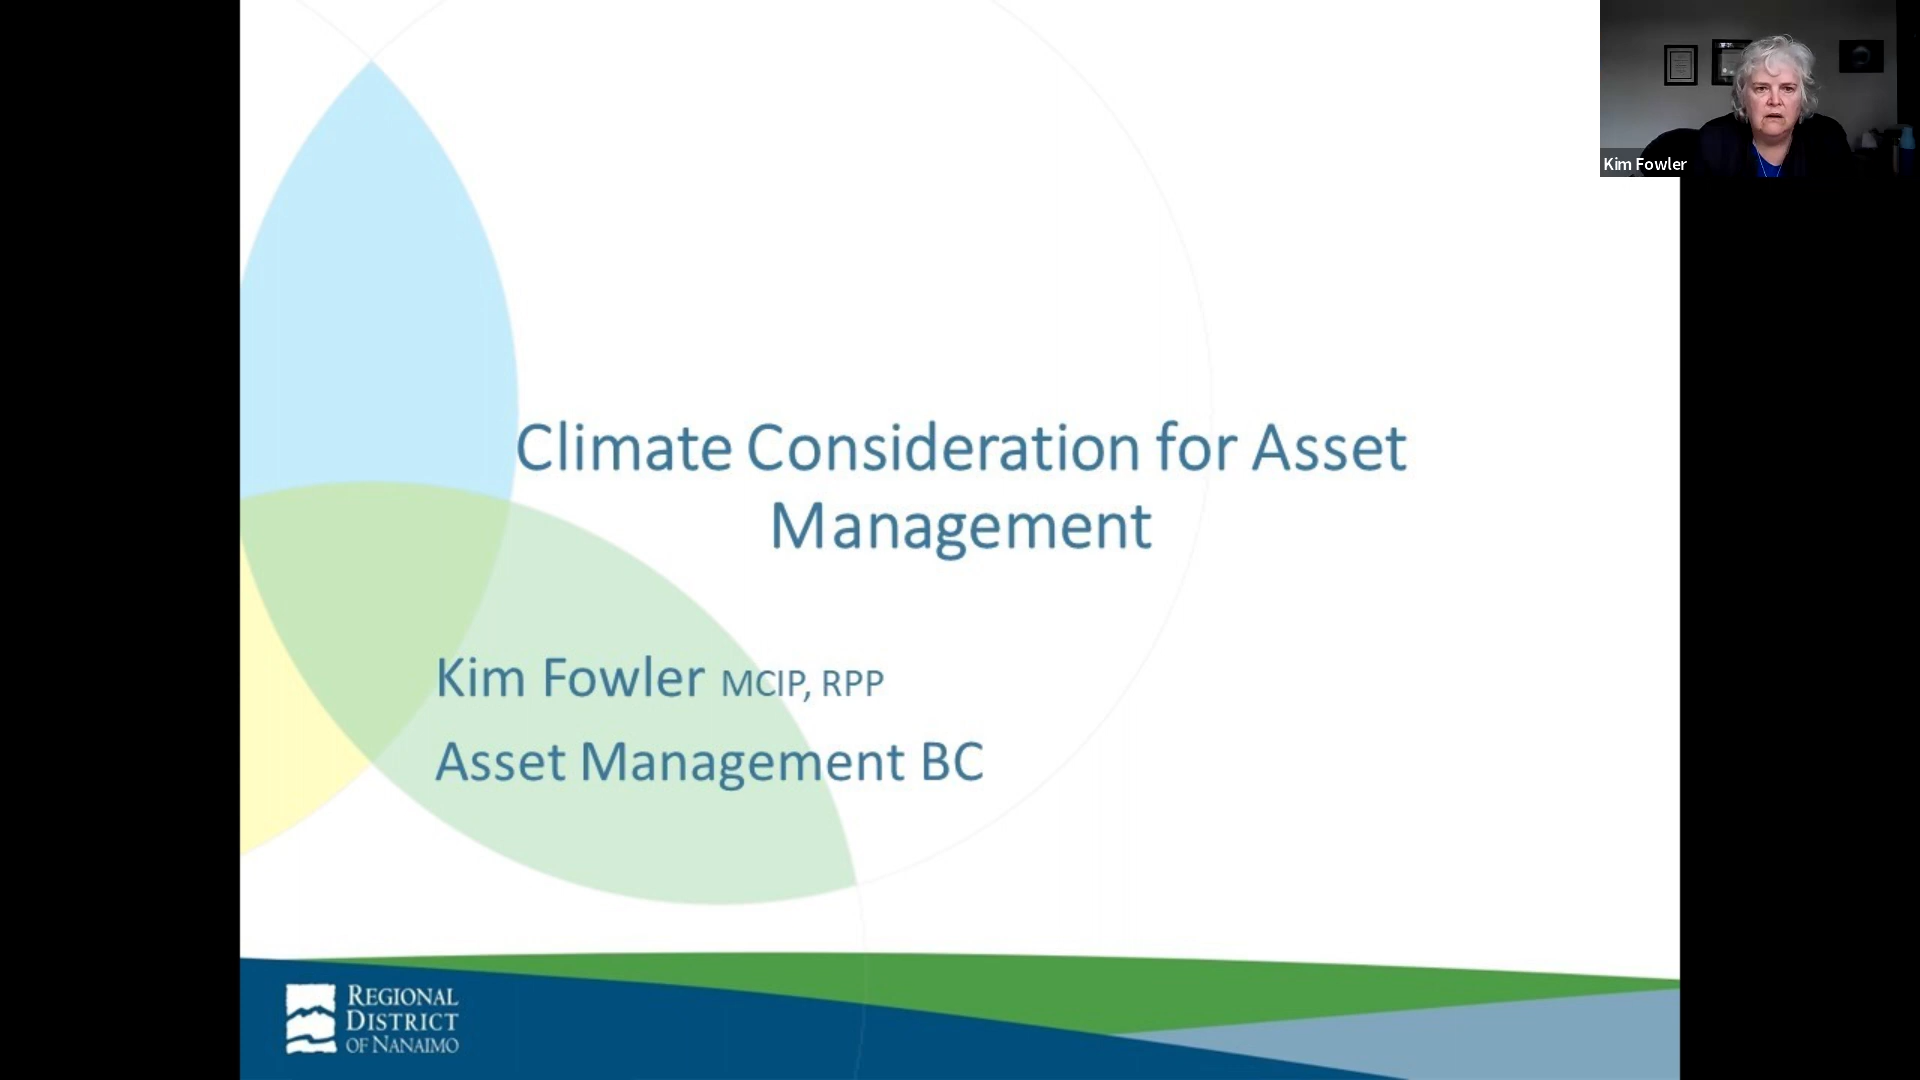 Kim Fowler
Climate Consideration for Asset
Management
Kim Fowler MCIP, RPP
Asset Management BC
REGIONAL
DISTRICT
OF NANAIMO